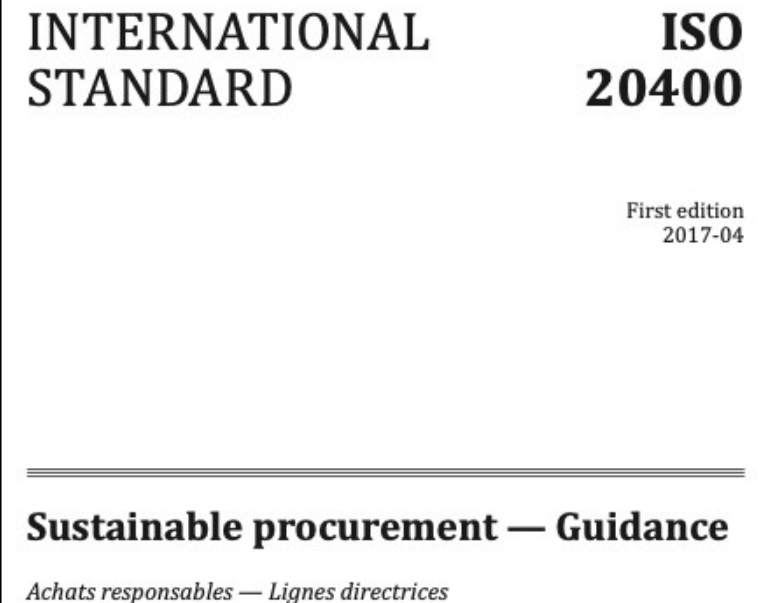 INTERNATIONAL
STANDARD
ISO
20400
First edition
2017-04
Sustainable procurement — Guidance
Achats responsables — Lignes directrices